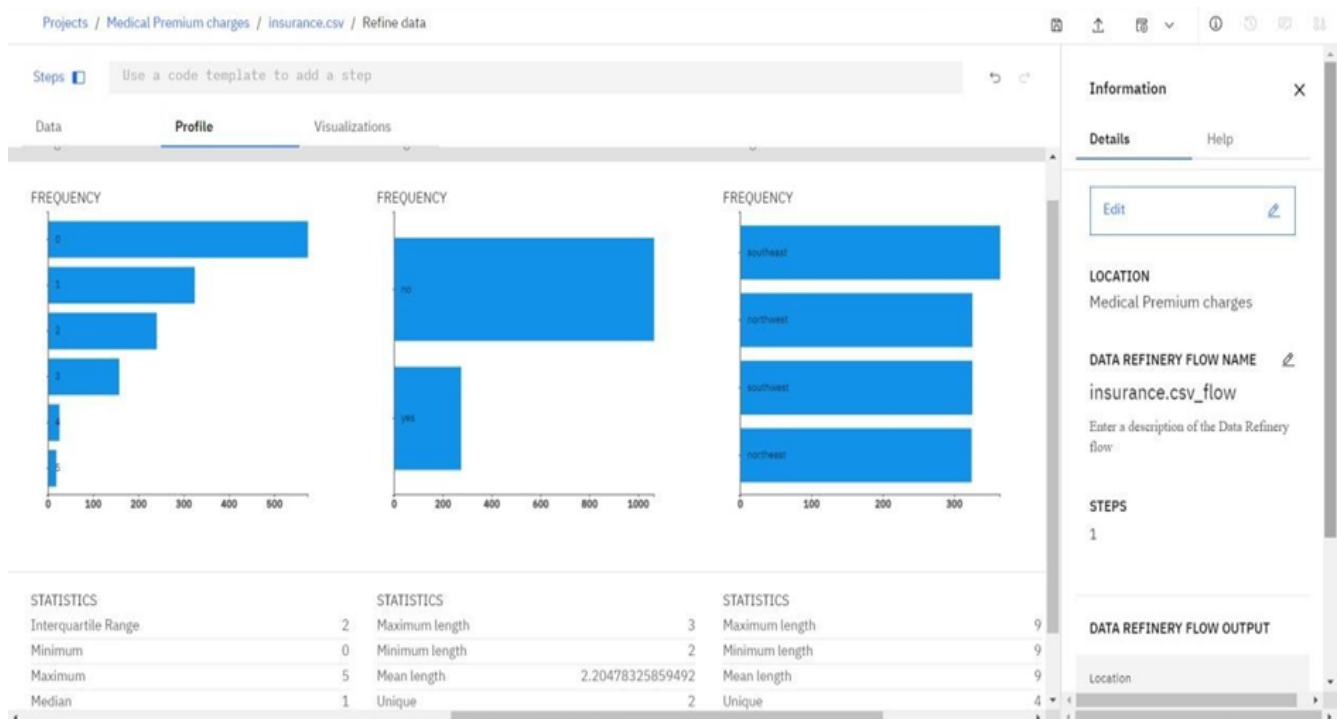 Projects / Medical Premium charges / insurance.csv / Refine data
Steps
Use a code template to add a step
Data
Profile
Visualizations
FREQUENCY
0
1
2
3
4
5
0 100 200 300 400 500
FREQUENCY
no
yes
0 200 400 600 800 1000
FREQUENCY
southeast
northwest
southwest
northeast
0 100 200 300
STATISTICS
Interquartile Range 2
Minimum 0
Maximum 5
Median 1
STATISTICS
Maximum length 3
Minimum length 2
Mean length 2.20478325859492
Unique 2
STATISTICS
Maximum length 9
Minimum length 9
Mean length 9
Unique 4
Information
Details
Help
Edit
LOCATION
Medical Premium charges
DATA REFINERY FLOW NAME
insurance.csv_flow
Enter a description of the Data Refinery
flow
STEPS
1
DATA REFINERY FLOW OUTPUT
Location